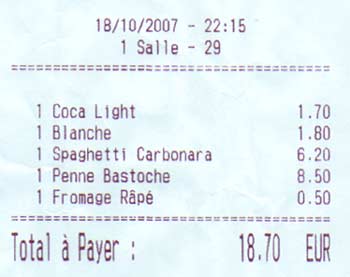 18/10/2007 - 22:15
1 Salle - 29
1 Coca Light 1.70
1 Blanche 1.80
1 Spaghetti Carbonara 6.20
1 Penne Bastoche 8.50
1 Fromage Râpé 0.50
Total à Payer : 18.70 EUR